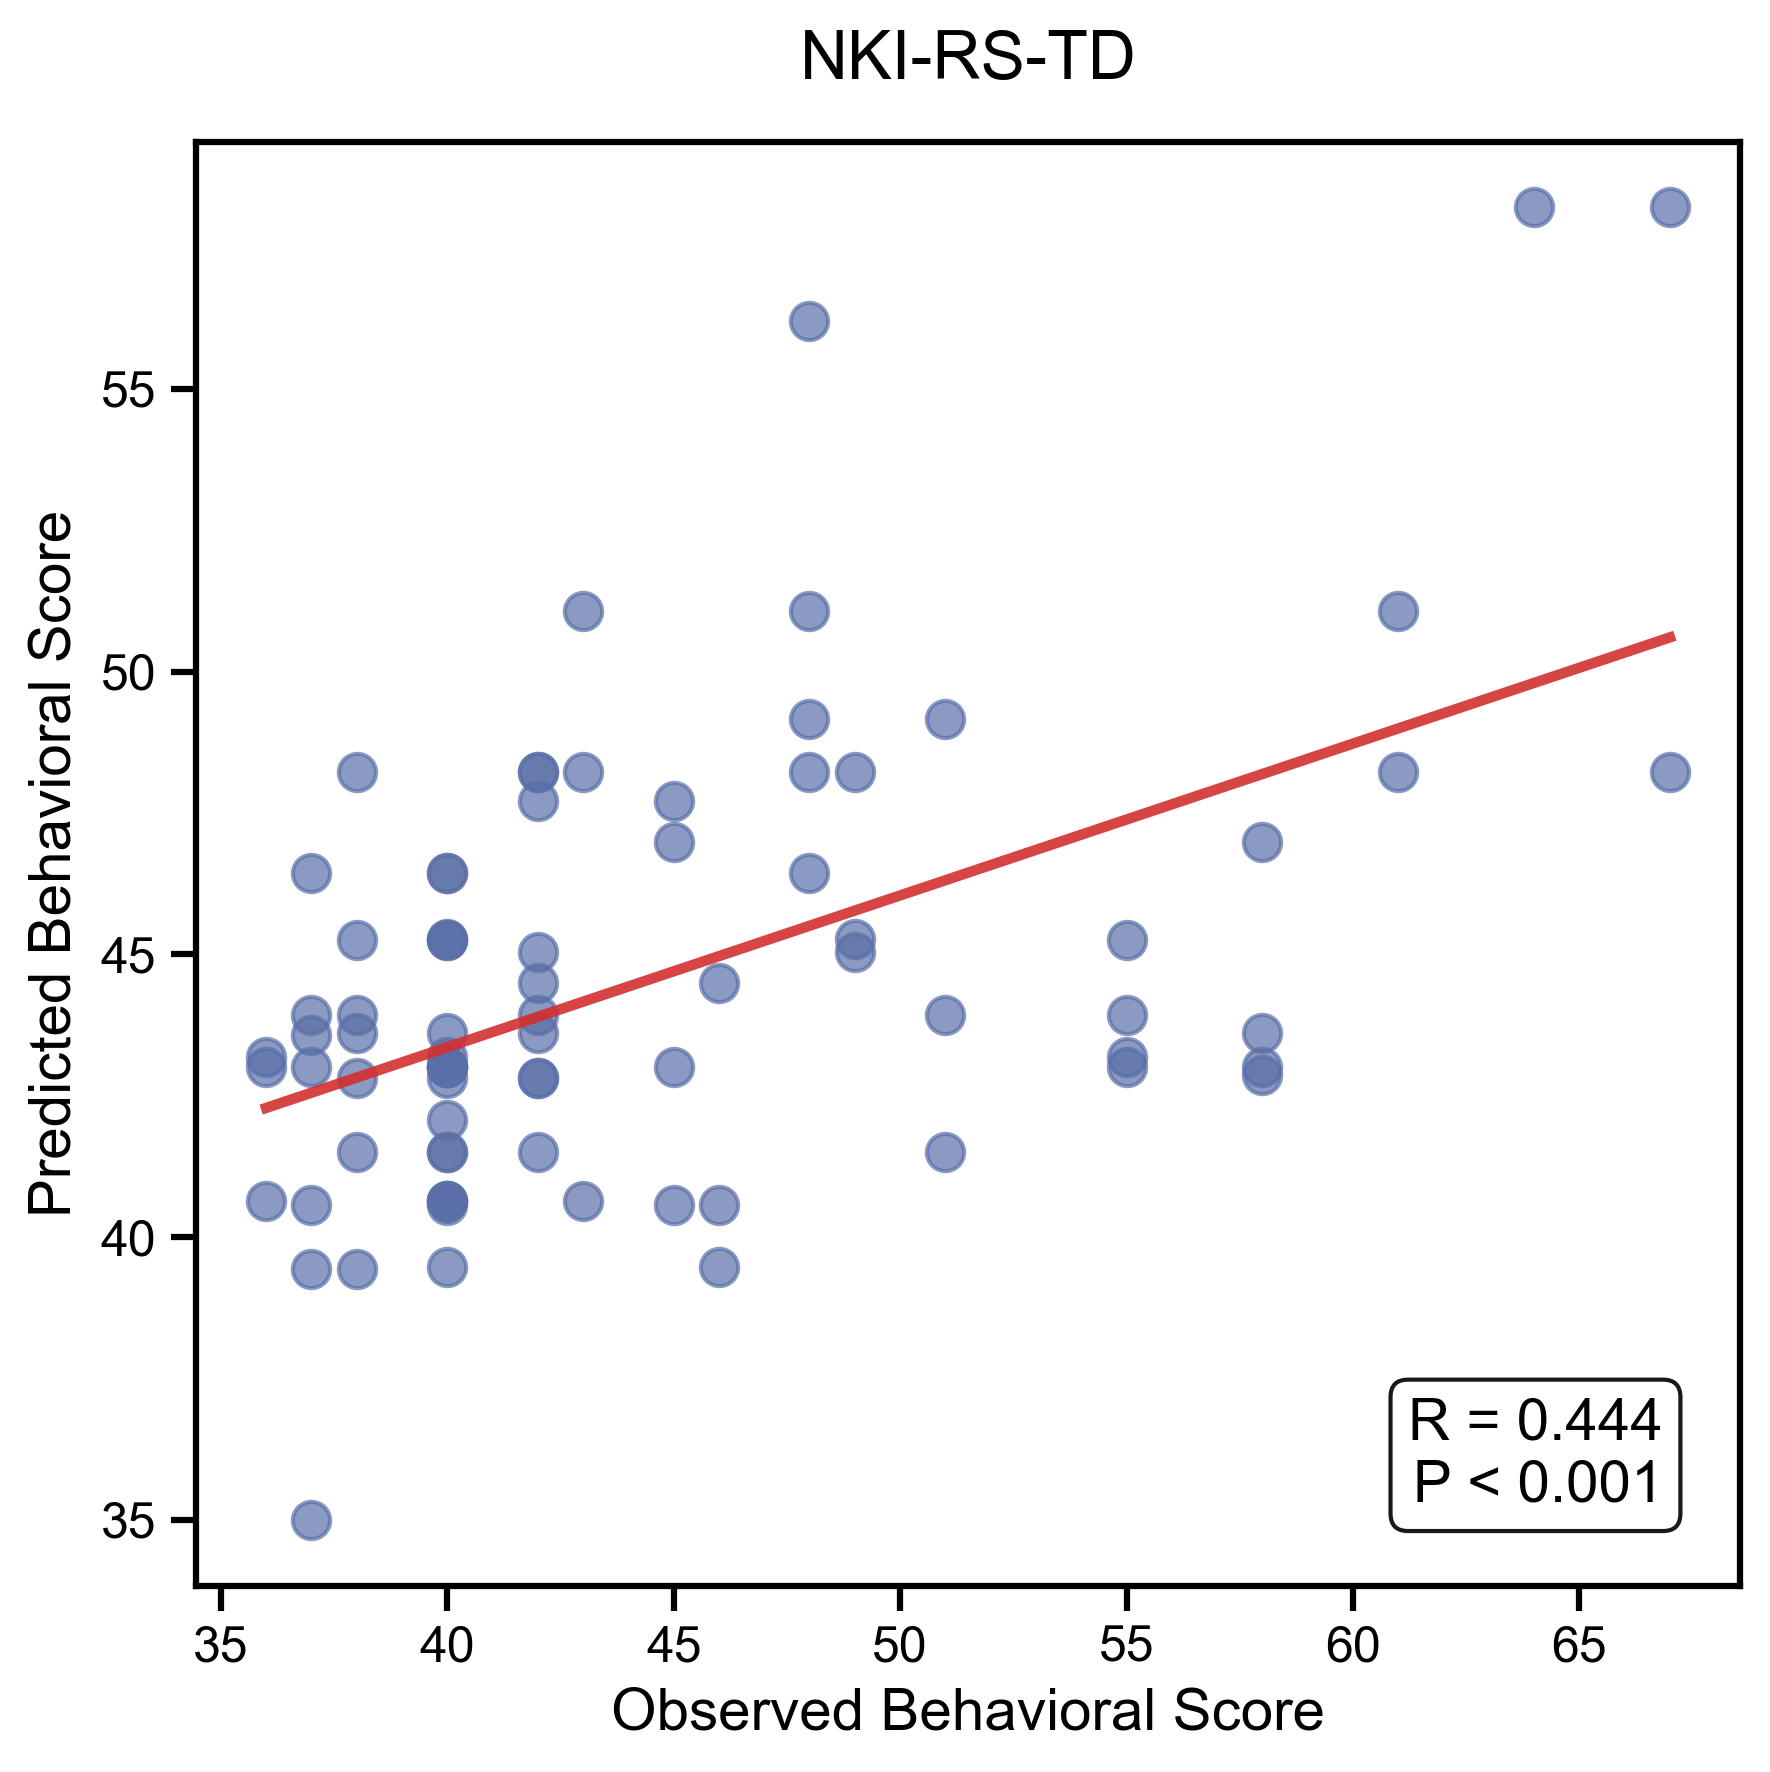 NKI-RS-TD
Predicted Behavioral Score
55
50
45
40
35
R = 0.444
P < 0.001
35 40 45 50 55 60 65
Observed Behavioral Score